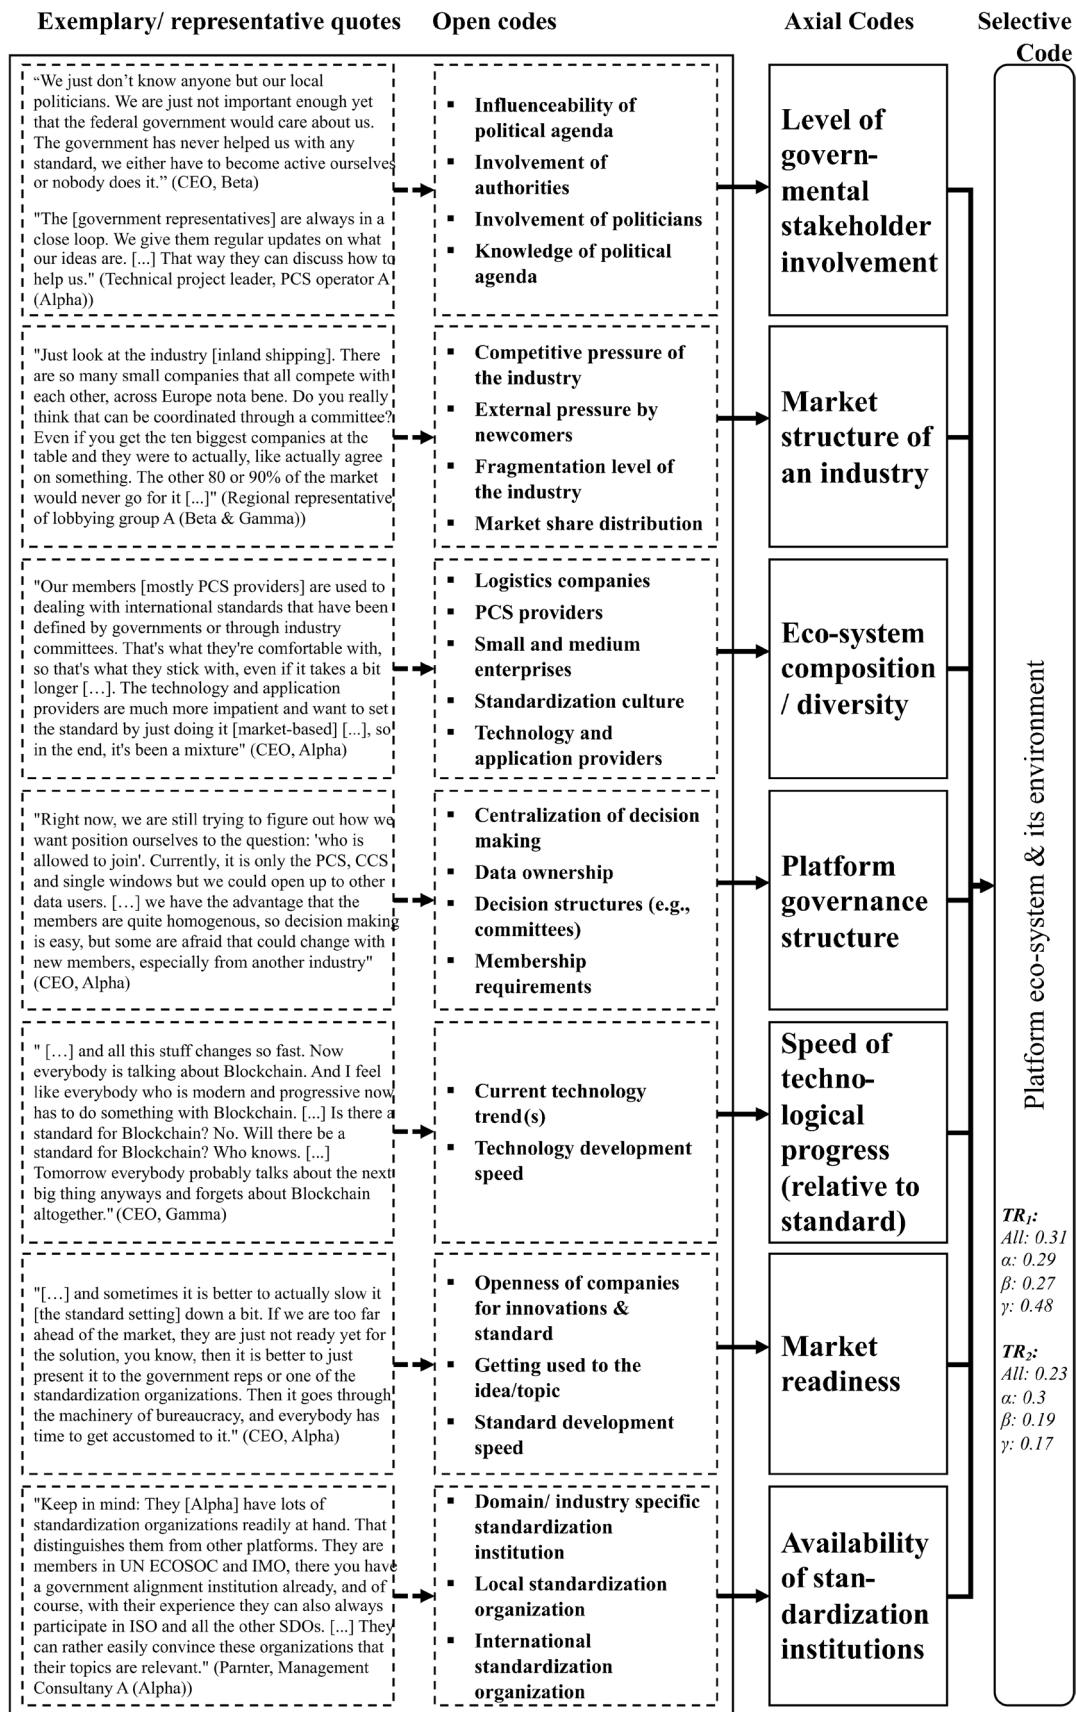 Exemplary/ representative quotes
Open codes
Axial Codes
Selective
Code
“We just don’t know anyone but our local
politicians. We are just not important enough yet
that the federal government would care about us.
The government has never helped us with any
standard, we either have to become active ourselves
or nobody does it.” (CEO, Beta)
"The [government representatives] are always in a
close loop. We give them regular updates on what
our ideas are. [...] That way they can discuss how to
help us." (Technical project leader, PCS operator A
(Alpha))
▪ Influenceability of
political agenda
▪ Involvement of
authorities
▪ Involvement of politicians
▪ Knowledge of political
agenda
Level of
govern-
mental
stakeholder
involvement
"Just look at the industry [inland shipping]. There
are so many small companies that all compete with
each other, across Europe nota bene. Do you really
think that can be coordinated through a committee?
Even if you get the ten biggest companies at the
table and they were to actually, like actually agree
on something. The other 80 or 90% of the market
would never go for it [...]" (Regional representative
of lobbying group A (Beta & Gamma))
▪ Competitive pressure of
the industry
▪ External pressure by
newcomers
▪ Fragmentation level of
the industry
▪ Market share distribution
Market
structure of
an industry
"Our members [mostly PCS providers] are used to
dealing with international standards that have been
defined by governments or through industry
committees. That's what they're comfortable with,
so that's what they stick with, even if it takes a bit
longer […]. The technology and application
providers are much more impatient and want to set
the standard by just doing it [market-based] [...], so
in the end, it's been a mixture" (CEO, Alpha)
▪ Logistics companies
▪ PCS providers
▪ Small and medium
enterprises
▪ Standardization culture
▪ Technology and
application providers
Eco-system
composition
/ diversity
"Right now, we are still trying to figure out how we
want position ourselves to the question: 'who is
allowed to join'. Currently, it is only the PCS, CCS
and single windows but we could open up to other
data users. […] we have the advantage that the
members are quite homogenous, so decision making
is easy, but some are afraid that could change with
new members, especially from another industry"
(CEO, Alpha)
▪ Centralization of decision
making
▪ Data ownership
▪ Decision structures (e.g.,
committees)
▪ Membership
requirements
Platform
governance
structure
" […] and all this stuff changes so fast. Now
everybody is talking about Blockchain. And I feel
like everybody who is modern and progressive now
has to do something with Blockchain. [...] Is there a
standard for Blockchain? No. Will there be a
standard for Blockchain? Who knows. [...]
Tomorrow everybody probably talks about the next
big thing anyways and forgets about Blockchain
altogether." (CEO, Gamma)
▪ Current technology
trend(s)
▪ Technology development
speed
Speed of
techno-
logical
progress
(relative to
standard)
"[…] and sometimes it is better to actually slow it
[the standard setting] down a bit. If we are too far
ahead of the market, they are just not ready yet for
the solution, you know, then it is better to just
present it to the government reps or one of the
standardization organizations. Then it goes through
the machinery of bureaucracy, and everybody has
time to get accustomed to it." (CEO, Alpha)
▪ Openness of companies
for innovations &
standard
▪ Getting used to the
idea/topic
▪ Standard development
speed
Market
readiness
"Keep in mind: They [Alpha] have lots of
standardization organizations readily at hand. That
distinguishes them from other platforms. They are
members in UN ECOSOC and IMO, there you have
a government alignment institution already, and of
course, with their experience they can also always
participate in ISO and all the other SDOs. [...] They
can rather easily convince these organizations that
their topics are relevant." (Parnter, Management
Consultany A (Alpha))
▪ Domain/ industry specific
standardization
institution
▪ Local standardization
organization
▪ International
standardization
organization
Availability
of stan-
dardization
institutions
Platform eco-system & its environment
TR₁:
All: 0.31
α: 0.29
β: 0.27
γ: 0.48
TR₂:
All: 0.23
α: 0.3
β: 0.19
γ: 0.17